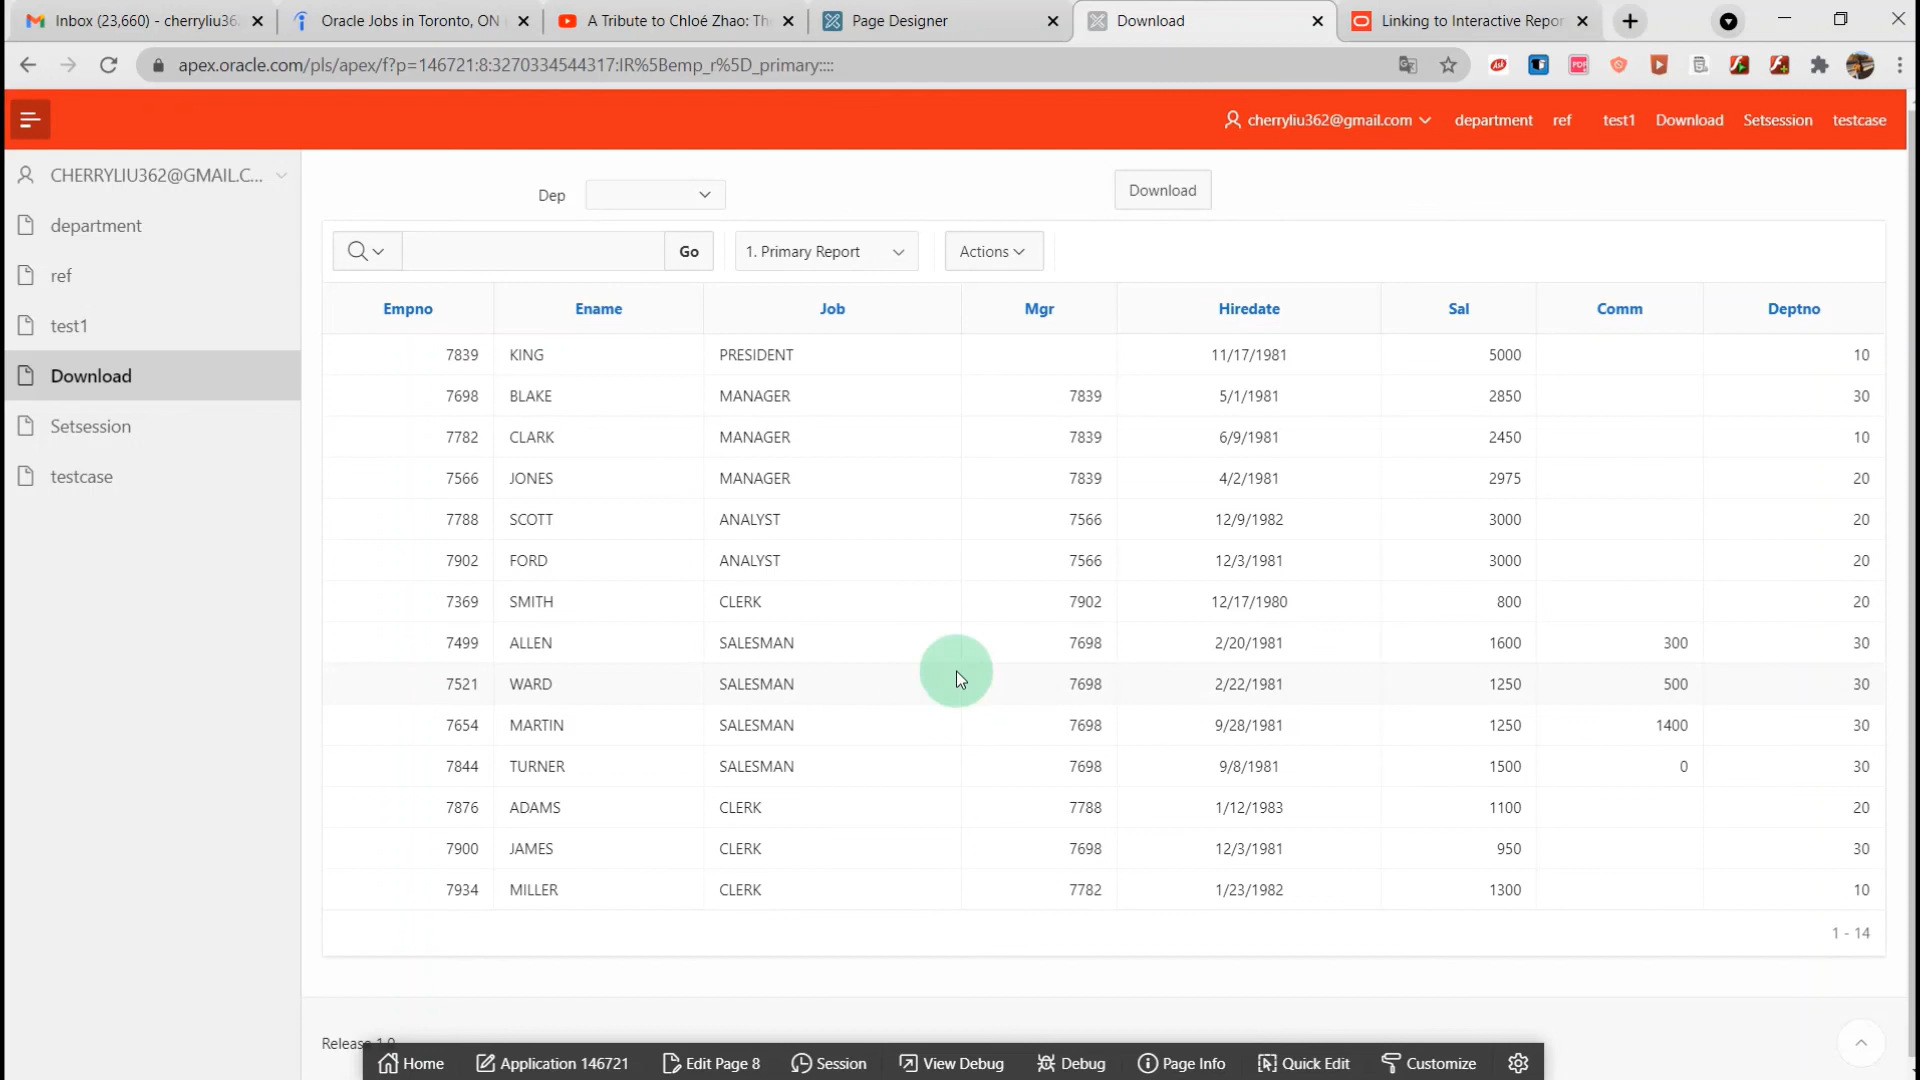 Inbox (23,660) - cherryliu36
Oracle Jobs in Toronto, ON
A Tribute to Chloé Zhao: Th
Page Designer
Download
Linking to Interactive Repor
apex.oracle.com/pls/apex/f?p=146721:8:3270334544317:IR%5Bemp_r%5D_primary::::
cherryliu362@gmail.com department ref test1 Download Setsession testcase
CHERRYLIU362@GMAIL.C...
department
ref
test1
Download
Setsession
testcase
Dep
Download
Go 1. Primary Report Actions
Empno Ename Job Mgr Hiredate Sal Comm Deptno
7839 KING PRESIDENT 11/17/1981 5000 10
7698 BLAKE MANAGER 7839 5/1/1981 2850 30
7782 CLARK MANAGER 7839 6/9/1981 2450 10
7566 JONES MANAGER 7839 4/2/1981 2975 20
7788 SCOTT ANALYST 7566 12/9/1982 3000 20
7902 FORD ANALYST 7566 12/3/1981 3000 20
7369 SMITH CLERK 7902 12/17/1980 800 20
7499 ALLEN SALESMAN 7698 2/20/1981 1600 300 30
7521 WARD SALESMAN 7698 2/22/1981 1250 500 30
7654 MARTIN SALESMAN 7698 9/28/1981 1250 1400 30
7844 TURNER SALESMAN 7698 9/8/1981 1500 0 30
7876 ADAMS CLERK 7788 1/12/1983 1100 20
7900 JAMES CLERK 7698 12/3/1981 950 30
7934 MILLER CLERK 7782 1/23/1982 1300 10
1 - 14
Release 1.0
Home Application 146721 Edit Page 8 Session View Debug Debug Page Info Quick Edit Customize